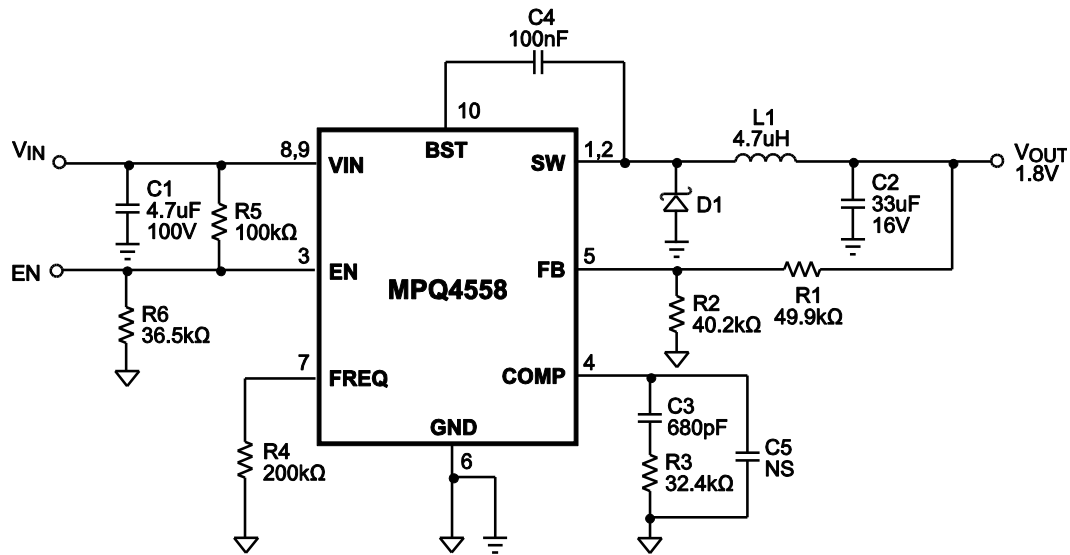 C4
100nF
10
L1
4.7uH
VIN
8,9
VIN
BST
SW
1,2
VOUT
1.8V
C1
4.7uF
100V
R5
100kΩ
D1
C2
33uF
16V
EN
3
EN
FB
5
MPQ4558
R6
36.5kΩ
R2
40.2kΩ
R1
49.9kΩ
7
FREQ
COMP
4
GND
6
R4
200kΩ
C3
680pF
R3
32.4kΩ
C5
NS